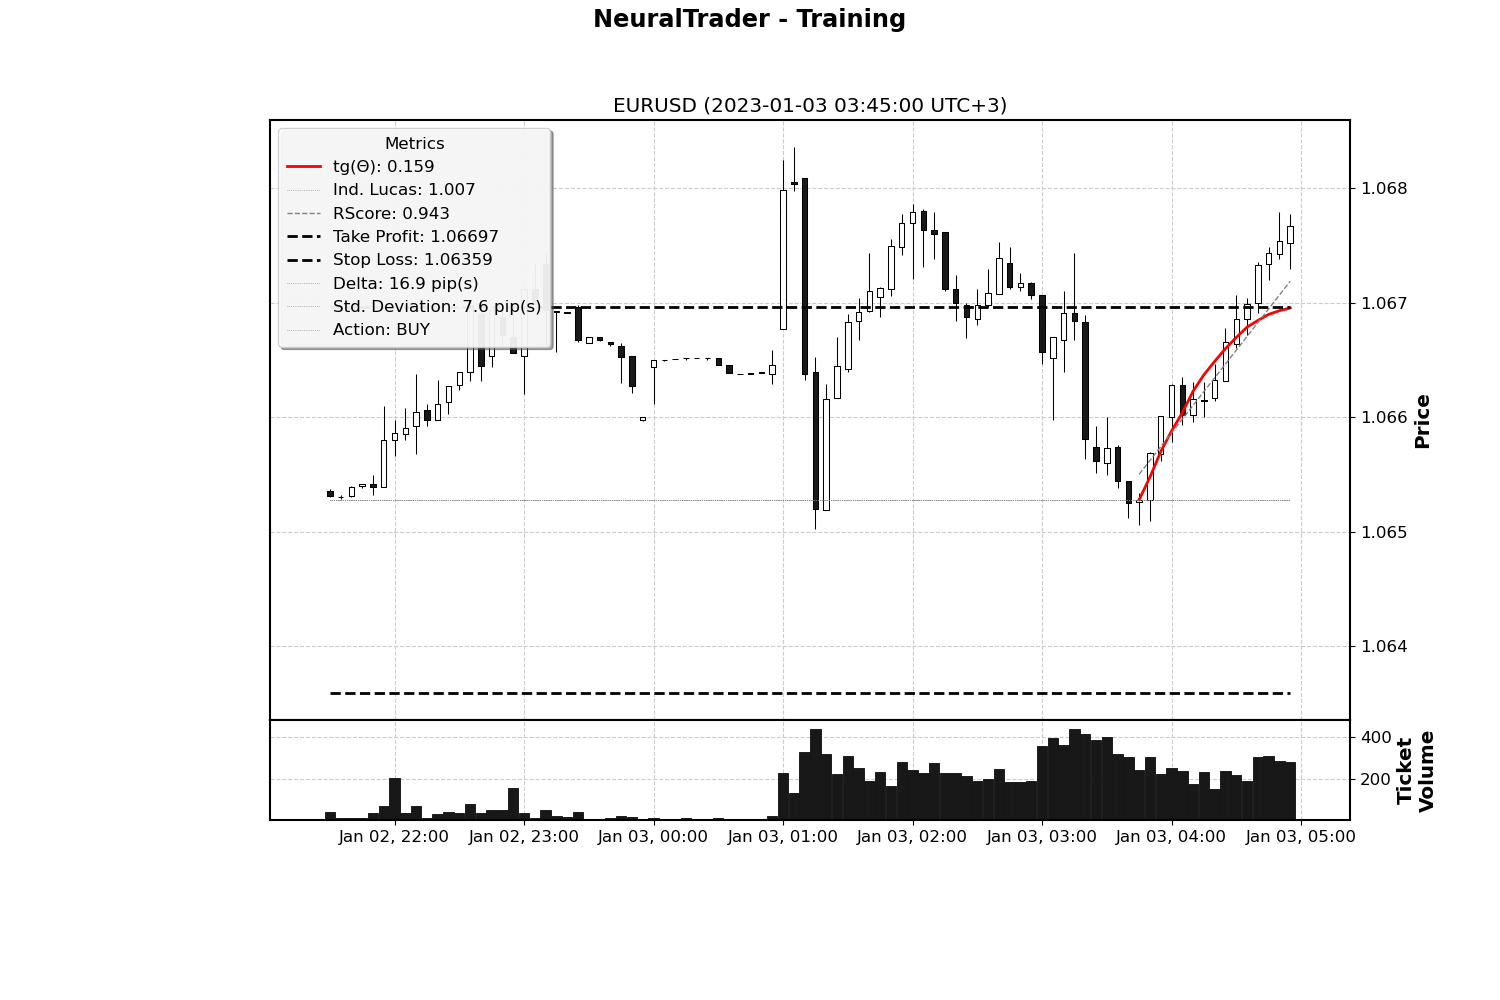 NeuralTrader - Training
EURUSD (2023-01-03 03:45:00 UTC+3)
Metrics
tg(Θ): 0.159
Ind. Lucas: 1.007
RScore: 0.943
Take Profit: 1.06697
Stop Loss: 1.06359
Delta: 16.9 pip(s)
Std. Deviation: 7.6 pip(s)
Action: BUY
1.068
1.067
1.066
1.065
1.064
Price
400
200
Ticket
Volume
Jan 02, 22:00
Jan 02, 23:00
Jan 03, 00:00
Jan 03, 01:00
Jan 03, 02:00
Jan 03, 03:00
Jan 03, 04:00
Jan 03, 05:00